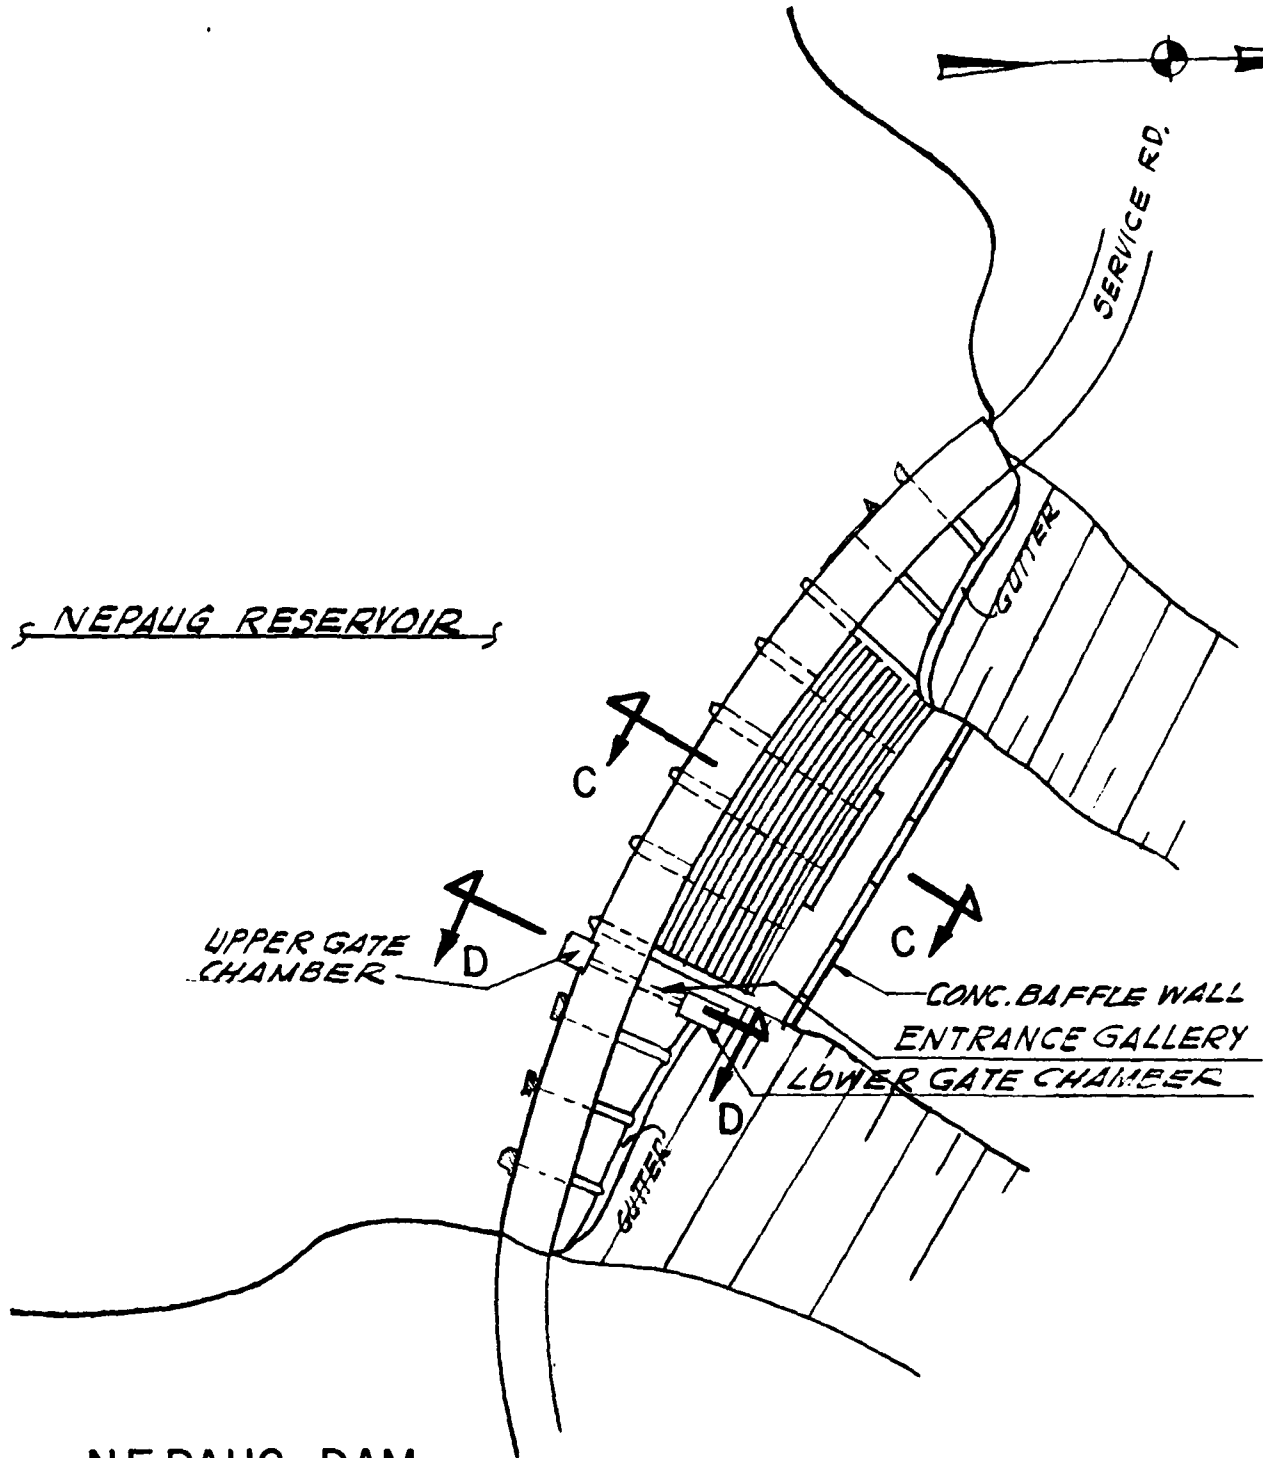 SERVICE RD.
GUTTER
NEPAUG RESERVOIR
C
C
UPPER GATE
CHAMBER
D
CONC. BAFFLE WALL
ENTRANCE GALLERY
LOWER GATE CHAMBER
D
GUTTER
NEPAUG DAM